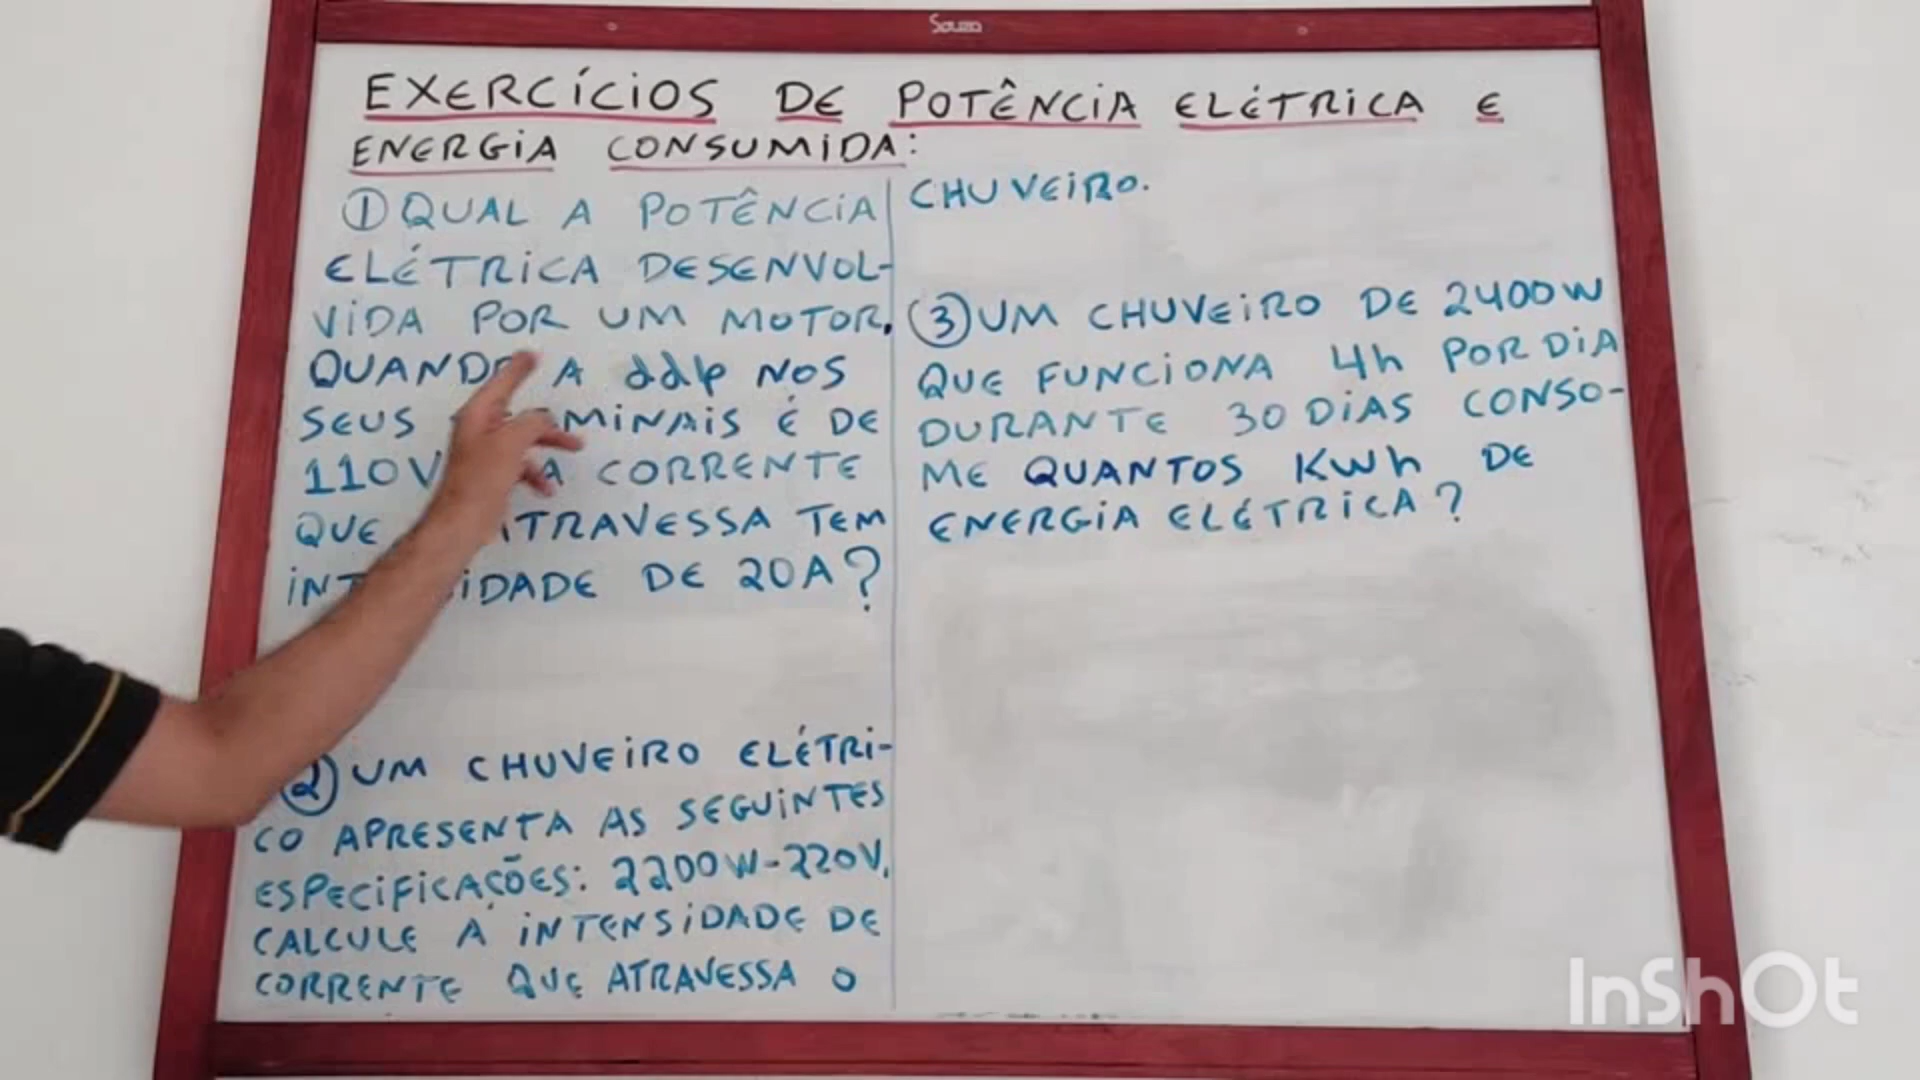 Souza
EXERCÍCIOS DE POTÊNCIA ELÉTRICA E
ENERGIA CONSUMIDA:
① QUAL A POTÊNCIA
ELÉTRICA DESENVOL-
VIDA POR UM MOTOR,
QUANDO A ddp NOS
SEUS MINAIS É DE
110V A CORRENTE
QUE ATRAVESSA TEM
DE 20A?
② UM CHUVEIRO ELÉTRI-
CO APRESENTA AS SEGUINTES
ESPECIFICAÇÕES: 2200W-220V.
CALCULE A INTENSIDADE DE
CORRENTE QUE ATRAVESSA O
CHUVEIRO.
③ UM CHUVEIRO DE 2400W
QUE FUNCIONA 4h POR DIA
DURANTE 30 DIAS CONSO-
ME QUANTOS KWh DE
ENERGIA ELÉTRICA?
InShOt